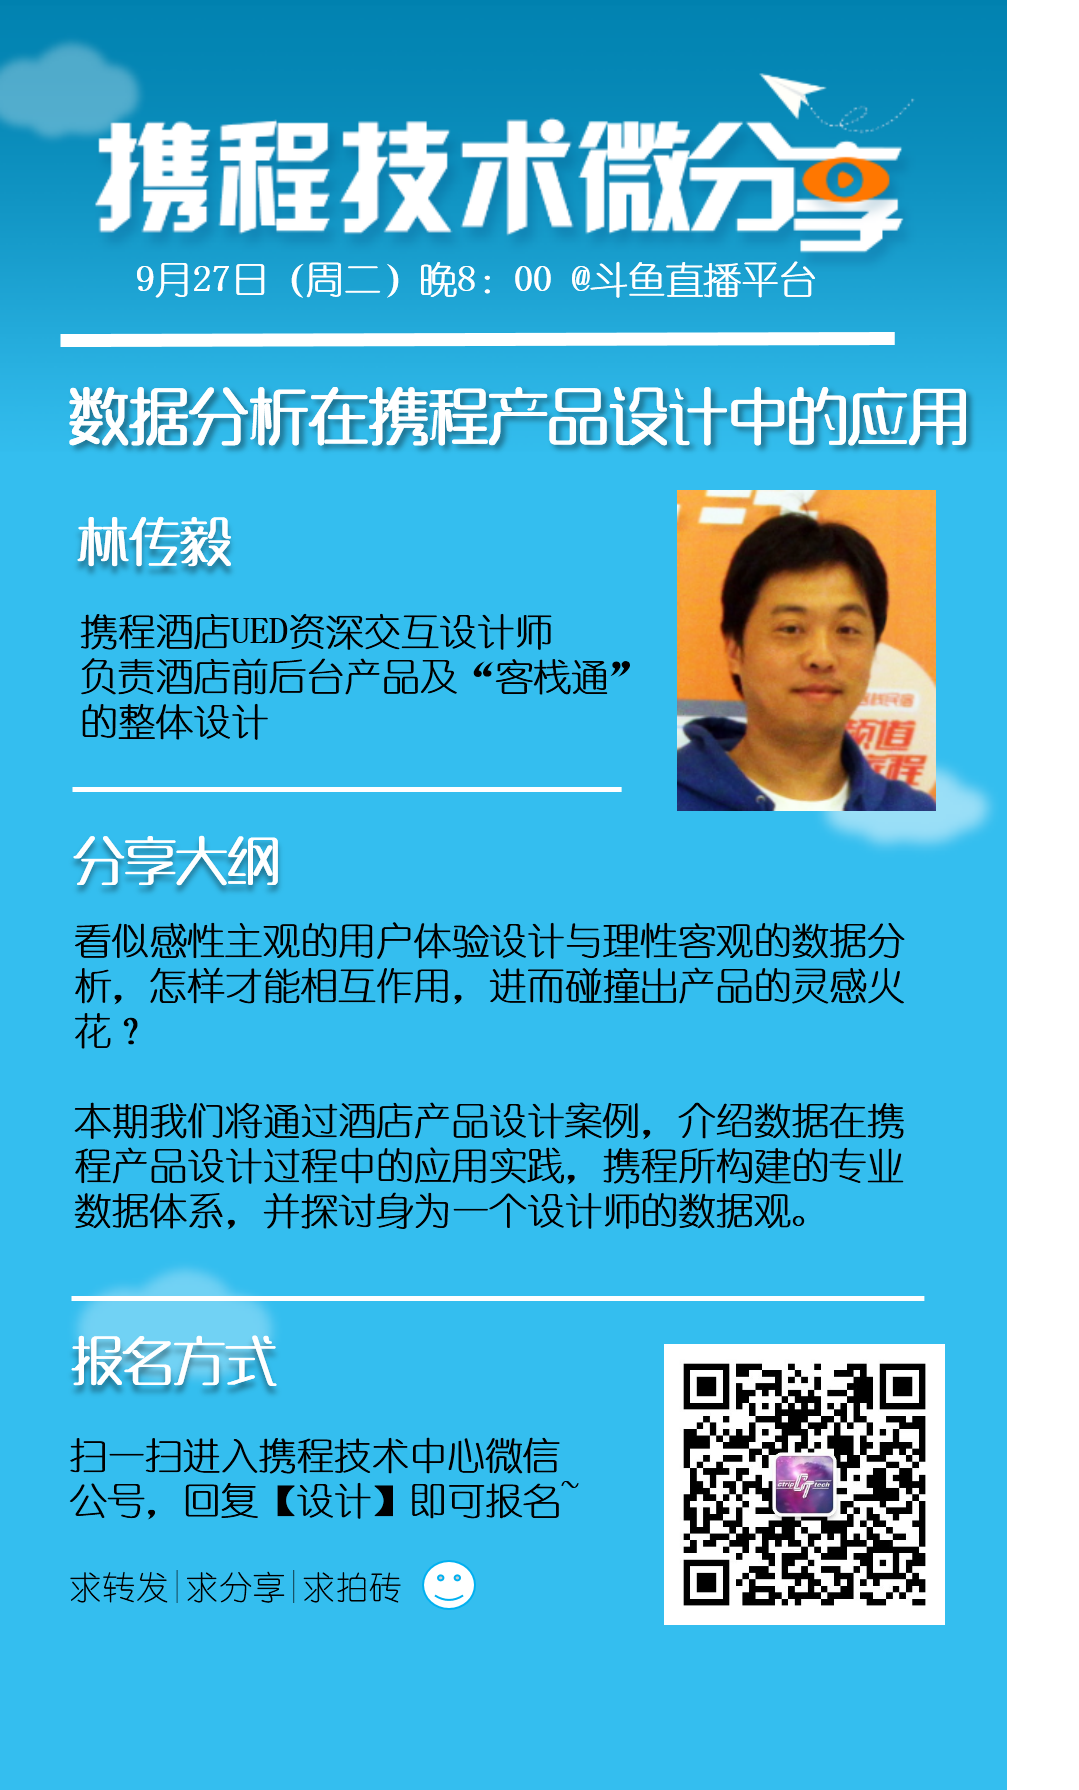 携程技术微分享
9月27日（周二）晚8：00 @斗鱼直播平台
数据分析在携程产品设计中的应用
林传毅
携程酒店UED资深交互设计师
负责酒店前后台产品及“客栈通”
的整体设计
频道
分享大纲
看似感性主观的用户体验设计与理性客观的数据分
析，怎样才能相互作用，进而碰撞出产品的灵感火
花？
本期我们将通过酒店产品设计案例，介绍数据在携
程产品设计过程中的应用实践，携程所构建的专业
数据体系，并探讨身为一个设计师的数据观。
报名方式
扫一扫进入携程技术中心微信
公号，回复【设计】即可报名~
ctrip CT tech
求转发|求分享|求拍砖